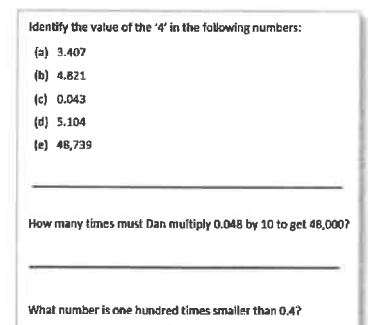 Identify the value of the '4' in the following numbers:
(a) 3.407
(b) 4.821
(c) 0.043
(d) 5.104
(e) 48,739
How many times must Dan multiply 0.048 by 10 to get 48,000?
What number is one hundred times smaller than 0.4?